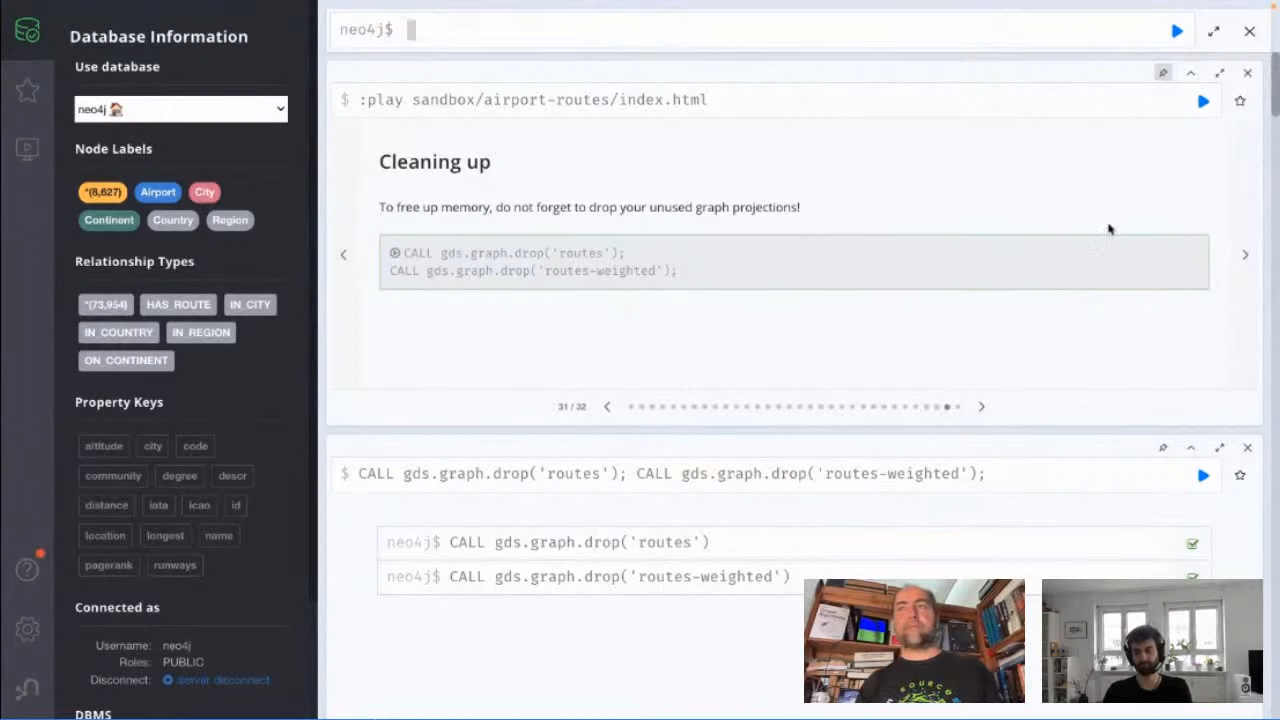 Database Information
Use database
neo4j
Node Labels
*(8,627)
Airport
City
Continent
Country
Region
Relationship Types
*(73,954)
HAS_ROUTE
IN_CITY
IN_COUNTRY
IN_REGION
ON_CONTINENT
Property Keys
altitude
city
code
community
degree
descr
distance
iata
icao
id
location
longest
name
pagerank
runways
Connected as
Username: neo4j
Roles: PUBLIC
Disconnect: :server disconnect
DBMS
neo4j$
$ :play sandbox/airport-routes/index.html
Cleaning up
To free up memory, do not forget to drop your unused graph projections!
CALL gds.graph.drop('routes');
CALL gds.graph.drop('routes-weighted');
31 / 32
$ CALL gds.graph.drop('routes'); CALL gds.graph.drop('routes-weighted');
neo4j$ CALL gds.graph.drop('routes')
neo4j$ CALL gds.graph.drop('routes-weighted')